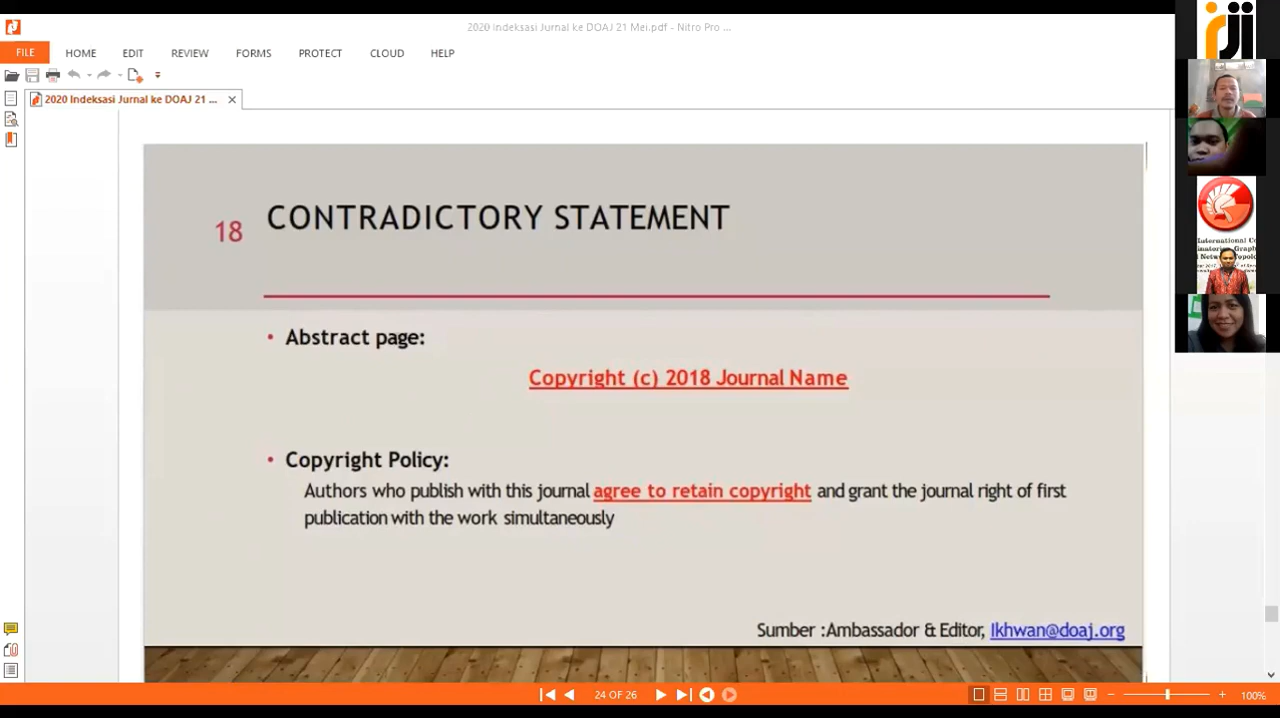 2020 Indeksasi Jurnal ke DOAJ 21 Mei.pdf - Nitro Pro ...
FILE HOME EDIT REVIEW FORMS PROTECT CLOUD HELP
2020 Indeksasi Jurnal ke DOAJ 21 ...
18 CONTRADICTORY STATEMENT
• Abstract page:
Copyright (c) 2018 Journal Name
• Copyright Policy:
Authors who publish with this journal agree to retain copyright and grant the journal right of first
publication with the work simultaneously
Sumber :Ambassador & Editor, Ikhwan@doaj.org
24 OF 26
100%
rji
International Co